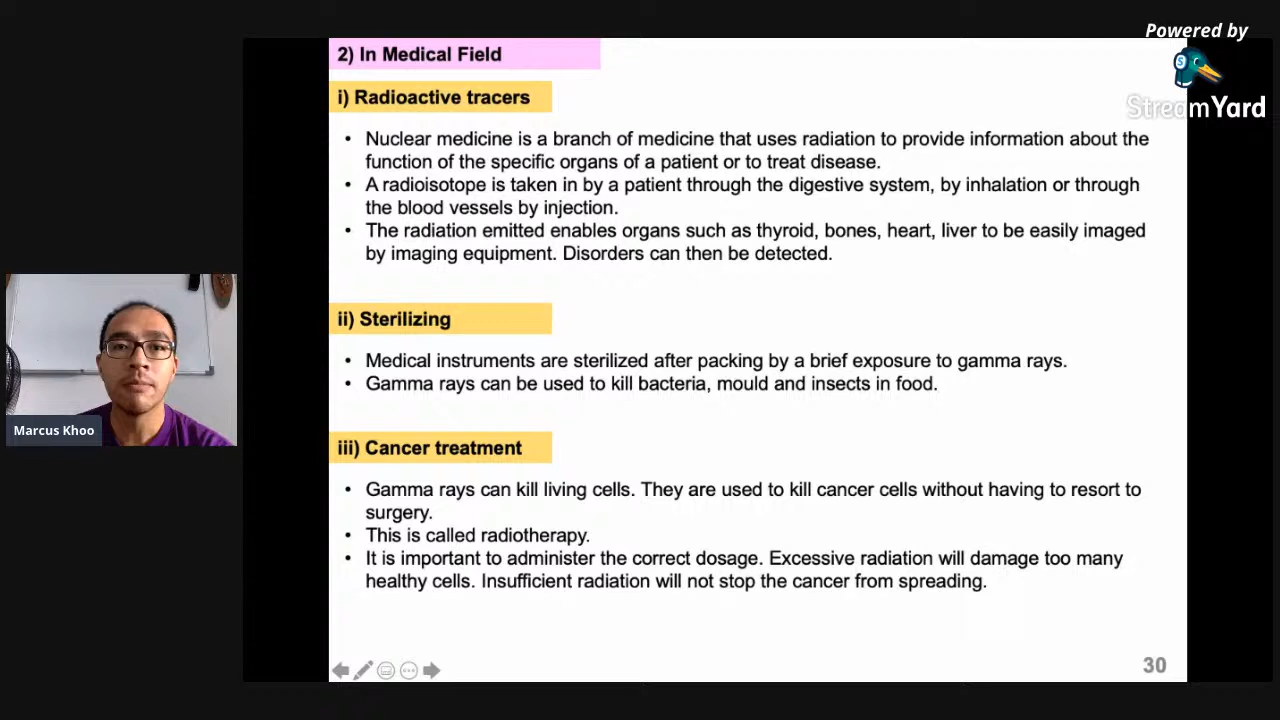 Powered by
StreamYard
2) In Medical Field
i) Radioactive tracers
• Nuclear medicine is a branch of medicine that uses radiation to provide information about the
function of the specific organs of a patient or to treat disease.
• A radioisotope is taken in by a patient through the digestive system, by inhalation or through
the blood vessels by injection.
• The radiation emitted enables organs such as thyroid, bones, heart, liver to be easily imaged
by imaging equipment. Disorders can then be detected.
ii) Sterilizing
• Medical instruments are sterilized after packing by a brief exposure to gamma rays.
• Gamma rays can be used to kill bacteria, mould and insects in food.
Marcus Khoo
iii) Cancer treatment
• Gamma rays can kill living cells. They are used to kill cancer cells without having to resort to
surgery.
• This is called radiotherapy.
• It is important to administer the correct dosage. Excessive radiation will damage too many
healthy cells. Insufficient radiation will not stop the cancer from spreading.
30